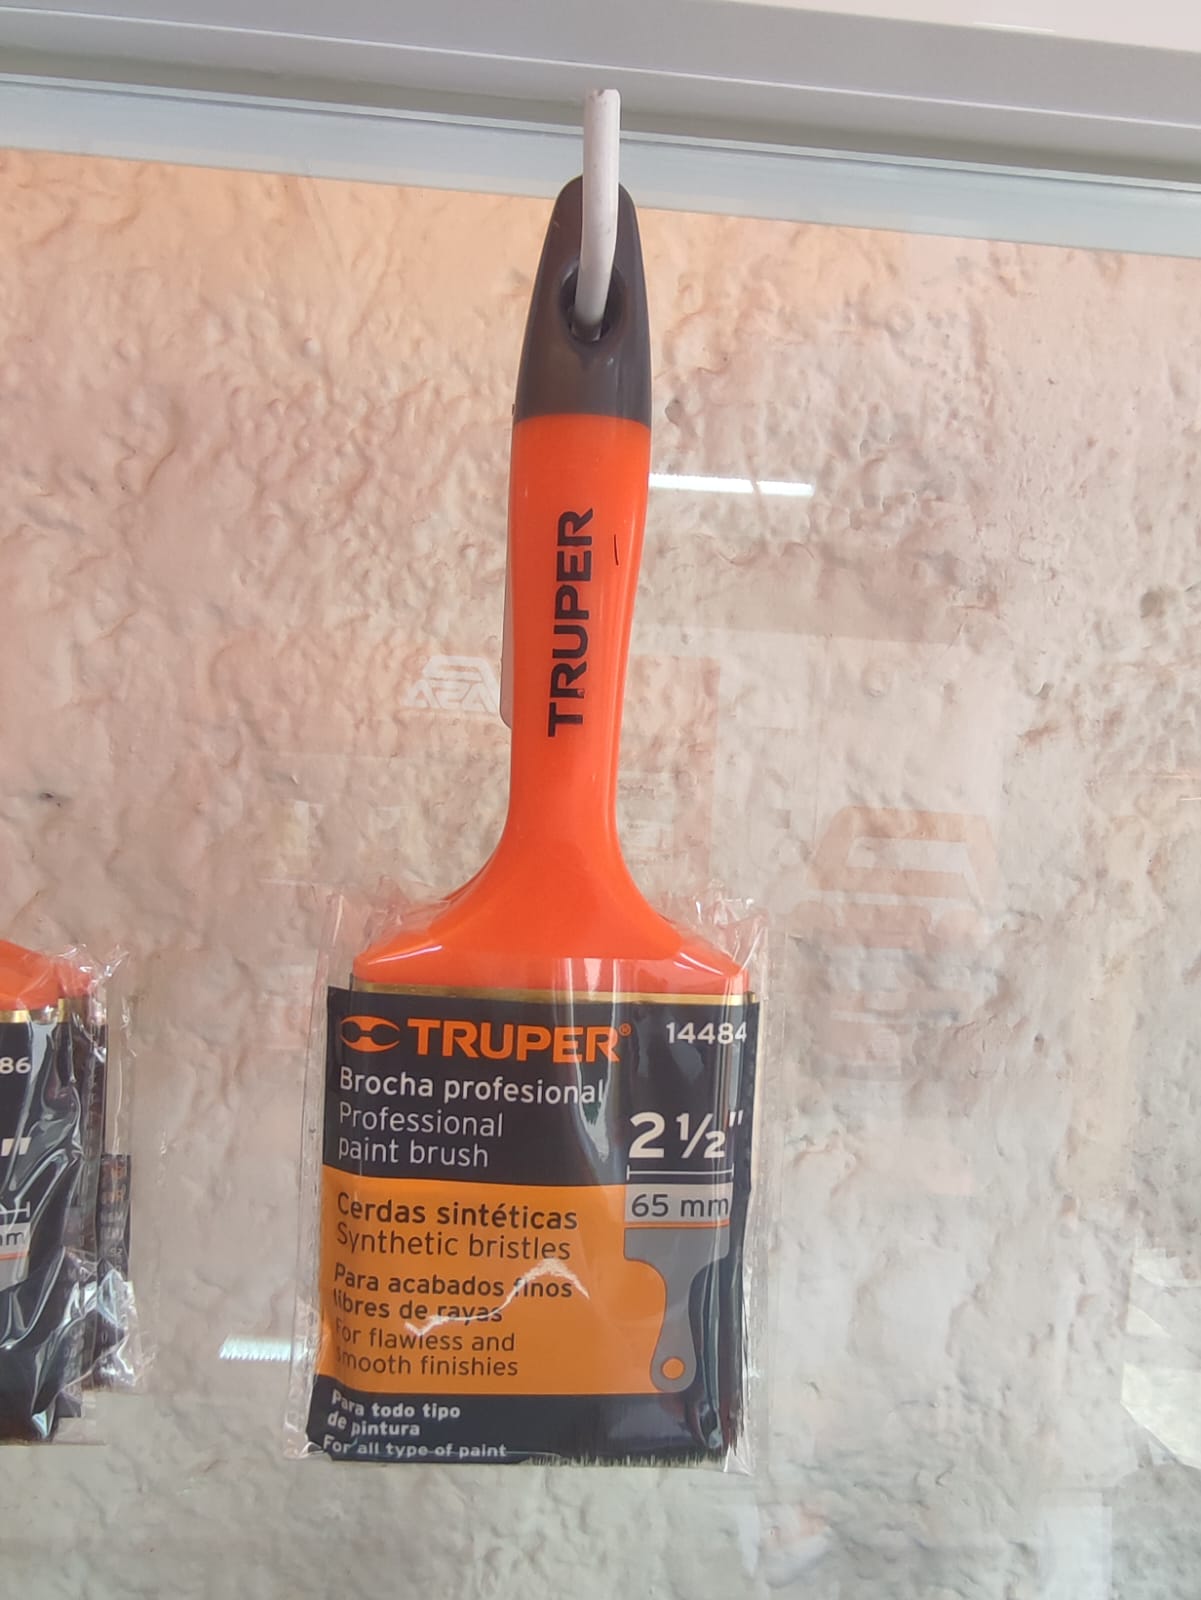 TRUPER
TRUPER® 14484
Brocha profesional
Professional
paint brush
2 ½"
65 mm
Cerdas sintéticas
Synthetic bristles
Para acabados finos
libres de rayas
For flawless and
smooth finishies
Para todo tipo
de pintura
For all type of paint
86
"
mm